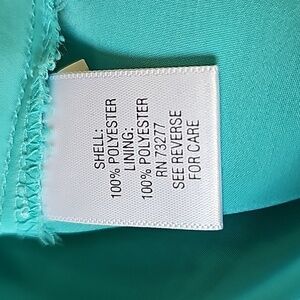 SHELL:
100% POLYESTER
LINING:
100% POLYESTER
RN 73277
SEE REVERSE
FOR CARE